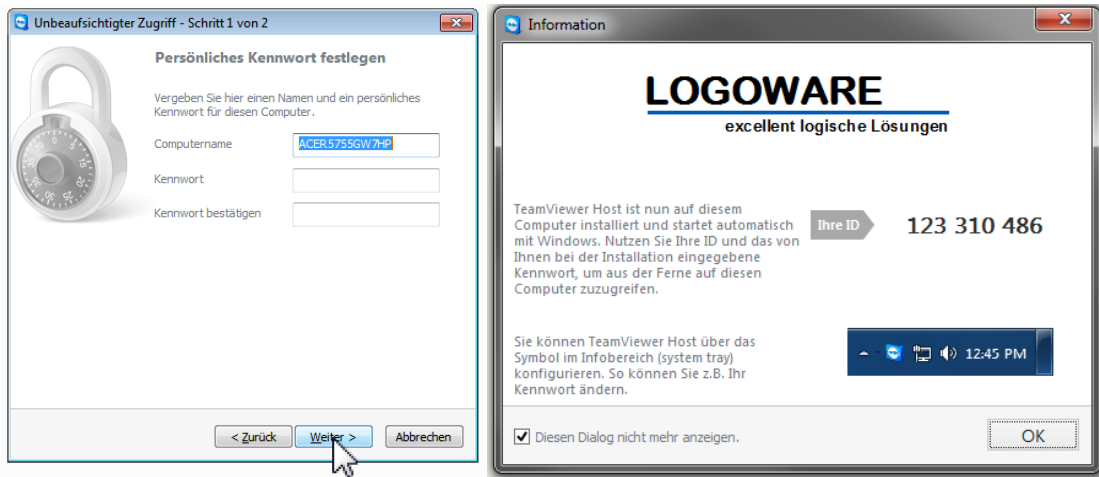 Unbeaufsichtigter Zugriff - Schritt 1 von 2
Persönliches Kennwort festlegen
Vergeben Sie hier einen Namen und ein persönliches
Kennwort für diesen Computer.
Computername ACER5755GW7HP
Kennwort
Kennwort bestätigen
< Zurück Weiter > Abbrechen
Information
LOGOWARE
excellent logische Lösungen
TeamViewer Host ist nun auf diesem
Computer installiert und startet automatisch
mit Windows. Nutzen Sie Ihre ID und das von
Ihnen bei der Installation eingegebene
Kennwort, um aus der Ferne auf diesen
Computer zuzugreifen.
Ihre ID 123 310 486
Sie können TeamViewer Host über das
Symbol im Infobereich (system tray)
konfigurieren. So können Sie z.B. Ihr
Kennwort ändern.
12:45 PM
Diesen Dialog nicht mehr anzeigen.
OK